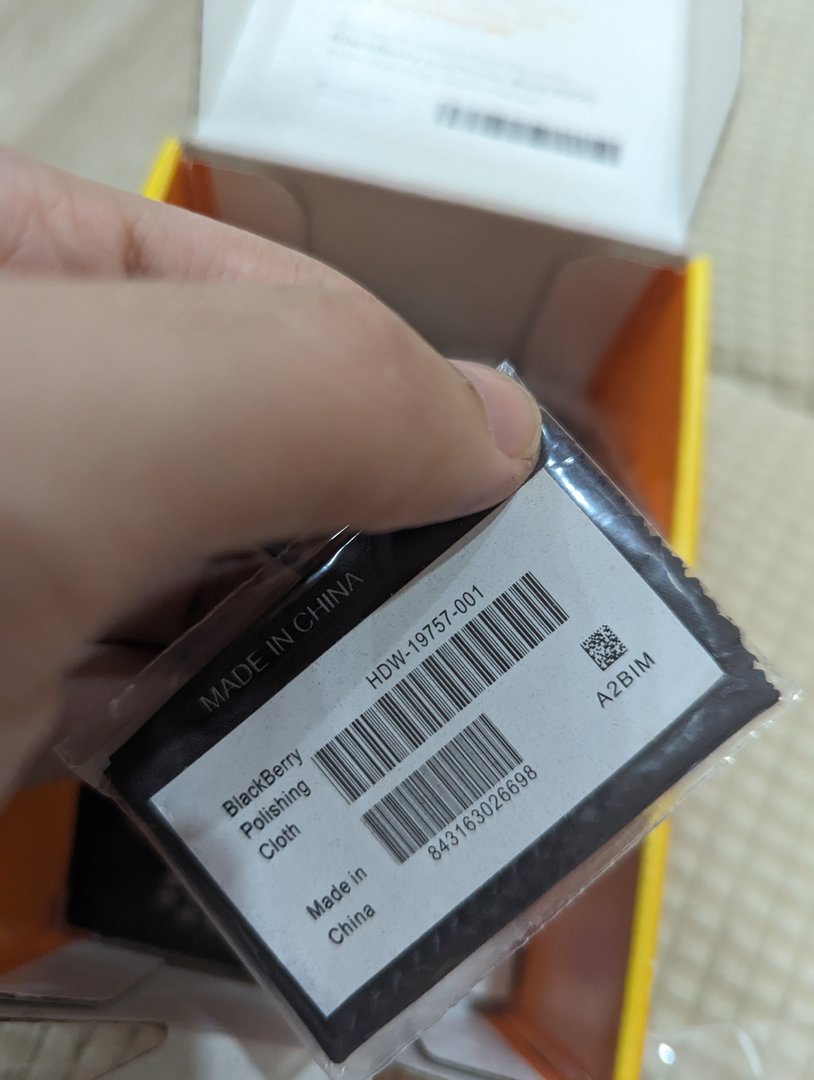 MADE IN CHINA
HDW-19757-001
BlackBerry
Polishing
Cloth
843163026698
A2BIM
Made in
China